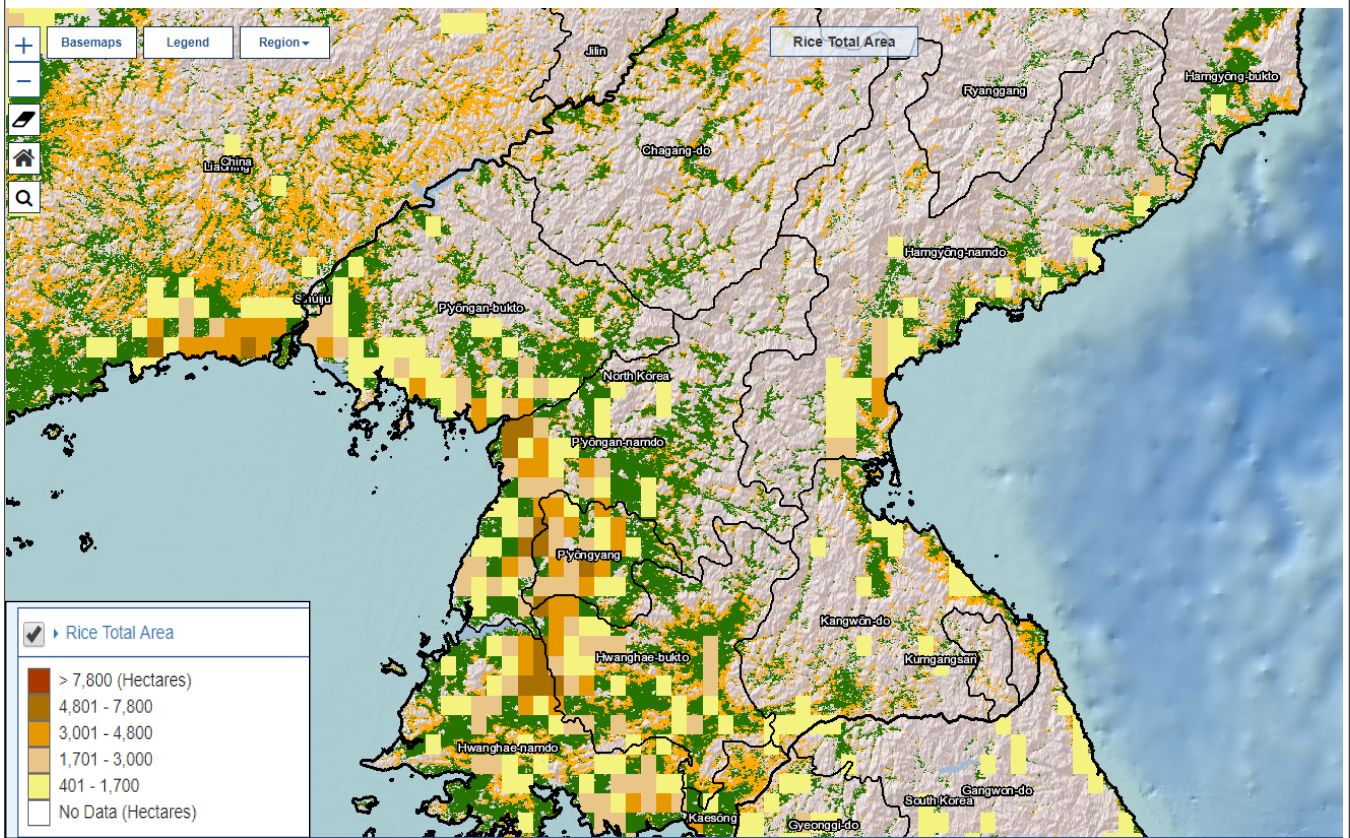 +
Basemaps
Legend
Region
Rice Total Area
−
Jilin
Hamgyŏng-bukto
Ryanggang
Chagang-do
China
Hamgyŏng-namdo
P'yŏngan-bukto
North Korea
P'yŏngan-namdo
P'yŏngyang
Kangwŏn-do
Hwanghae-bukto
Kumgangsan
Hwanghae-namdo
Gangwon-do
South Korea
Kaesŏng
Gyeonggi-do
Rice Total Area
> 7,800 (Hectares)
4,801 - 7,800
3,001 - 4,800
1,701 - 3,000
401 - 1,700
No Data (Hectares)